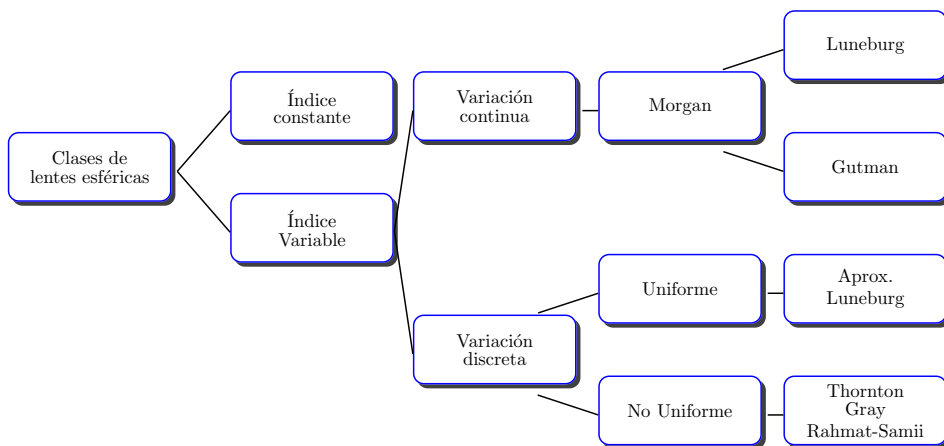 Clases de
lentes esféricas
Índice
constante
Índice
Variable
Variación
continua
Variación
discreta
Morgan
Uniforme
No Uniforme
Luneburg
Gutman
Aprox.
Luneburg
Thornton
Gray
Rahmat-Samii